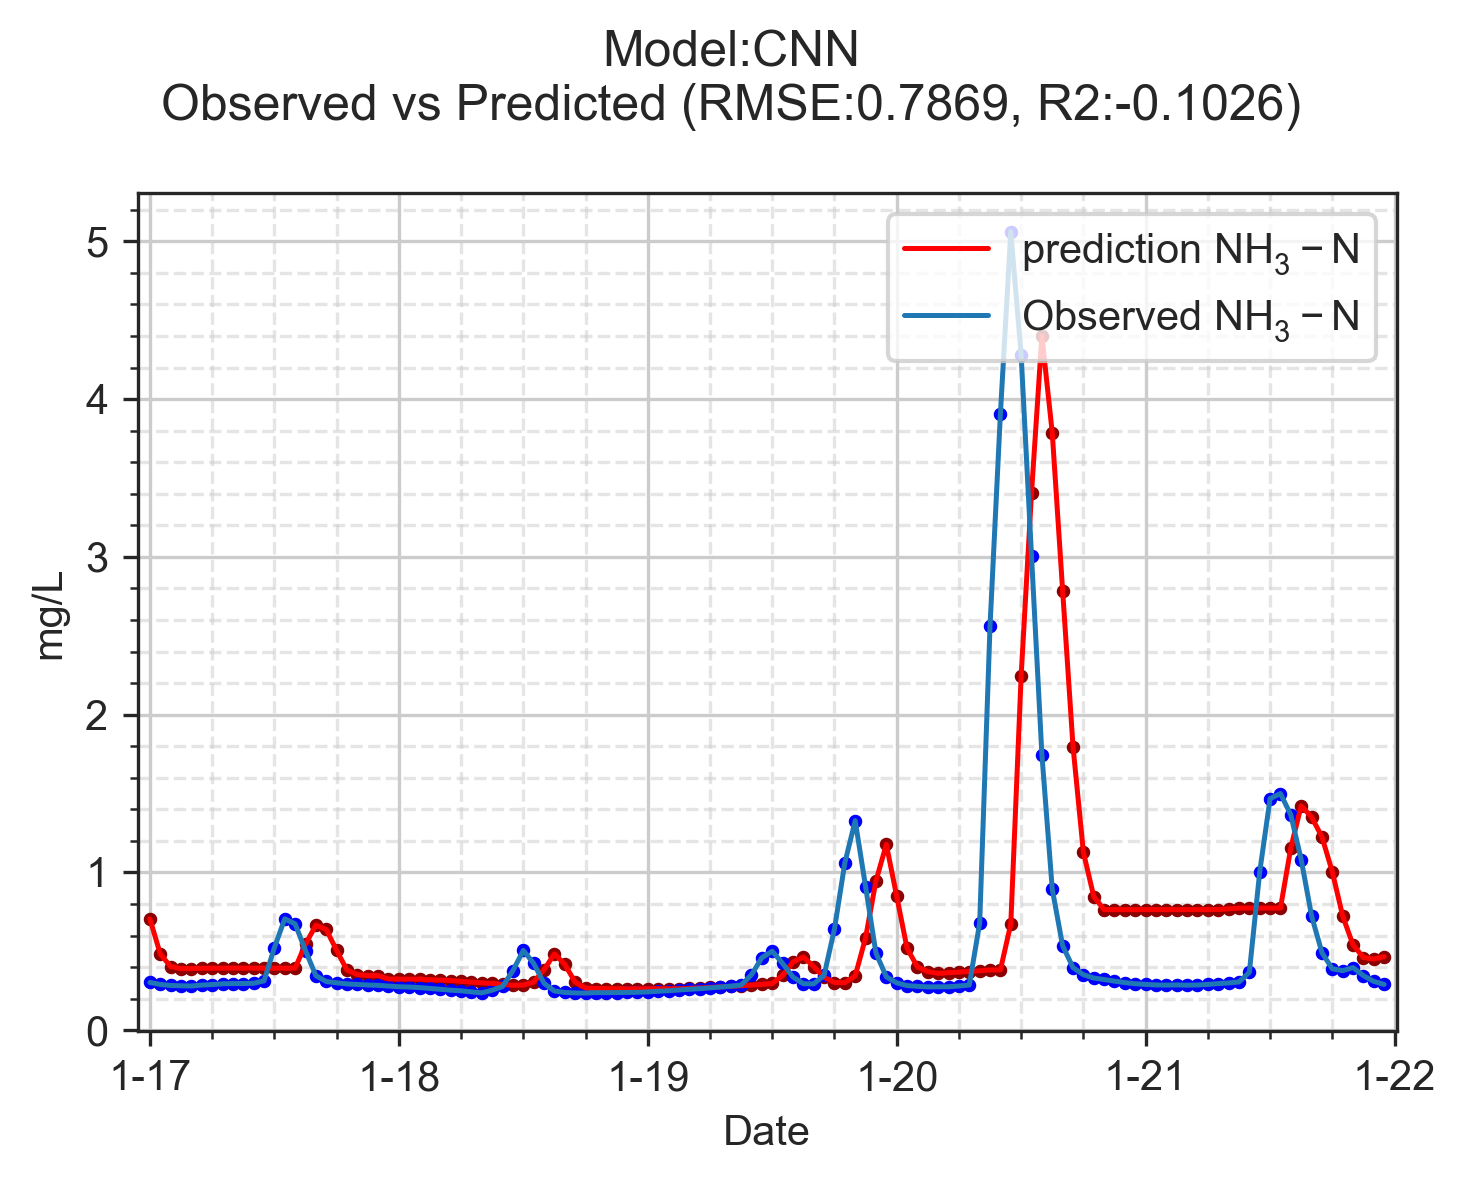 Model:CNN
Observed vs Predicted (RMSE:0.7869, R2:-0.1026)
prediction NH₃ − N
Observed NH₃ − N
5
4
3
2
1
0
mg/L
1-17 1-18 1-19 1-20 1-21 1-22
Date